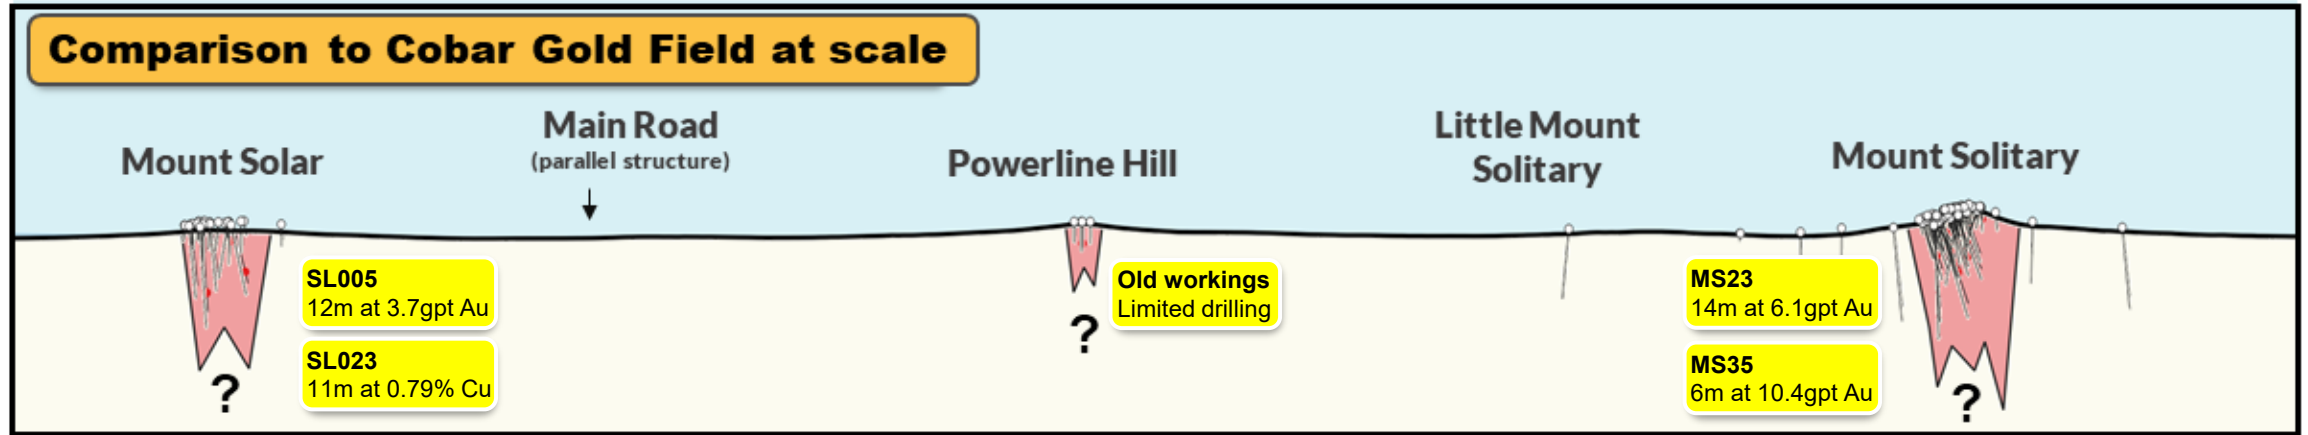 Comparison to Cobar Gold Field at scale
Mount Solar
Main Road
(parallel structure)
Powerline Hill
Little Mount
Solitary
Mount Solitary
SL005
12m at 3.7gpt Au
SL023
11m at 0.79% Cu
?
Old workings
Limited drilling
?
MS23
14m at 6.1gpt Au
MS35
6m at 10.4gpt Au
?